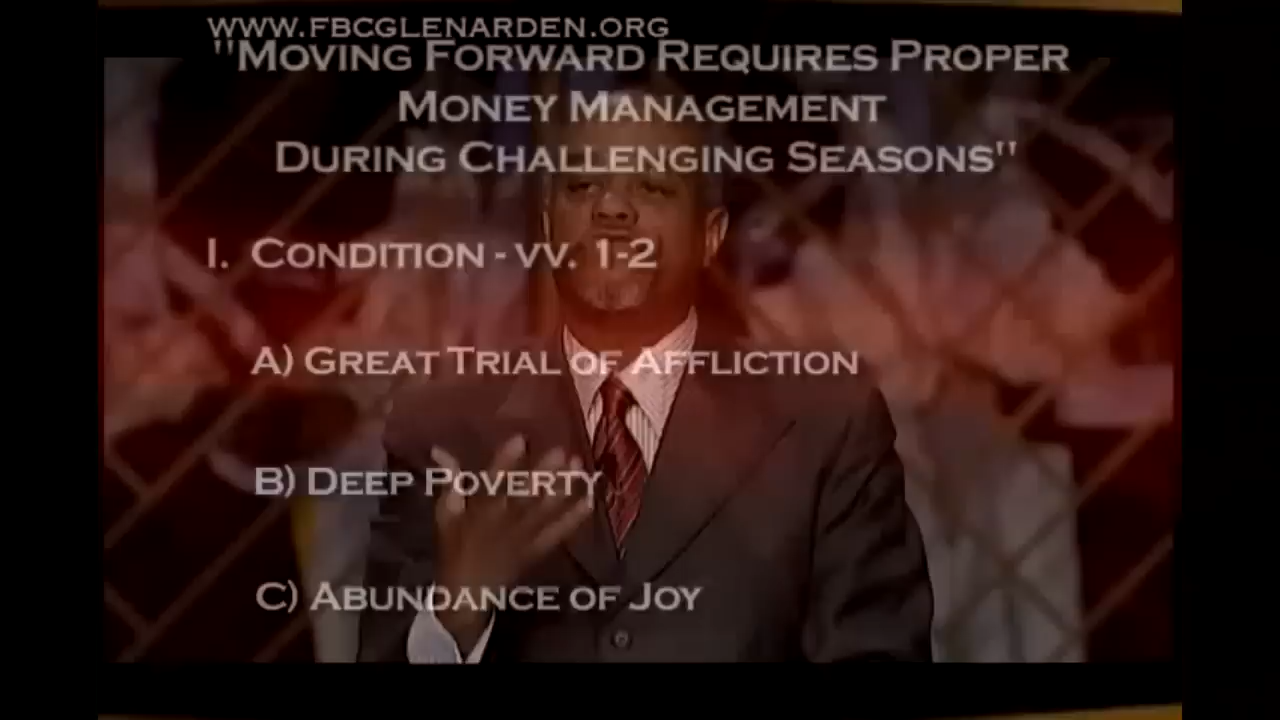 WWW.FBCGLENARDEN.ORG
"MOVING FORWARD REQUIRES PROPER
MONEY MANAGEMENT
DURING CHALLENGING SEASONS"
I. CONDITION - VV. 1-2
A) GREAT TRIAL OF AFFLICTION
B) DEEP POVERTY
C) ABUNDANCE OF JOY